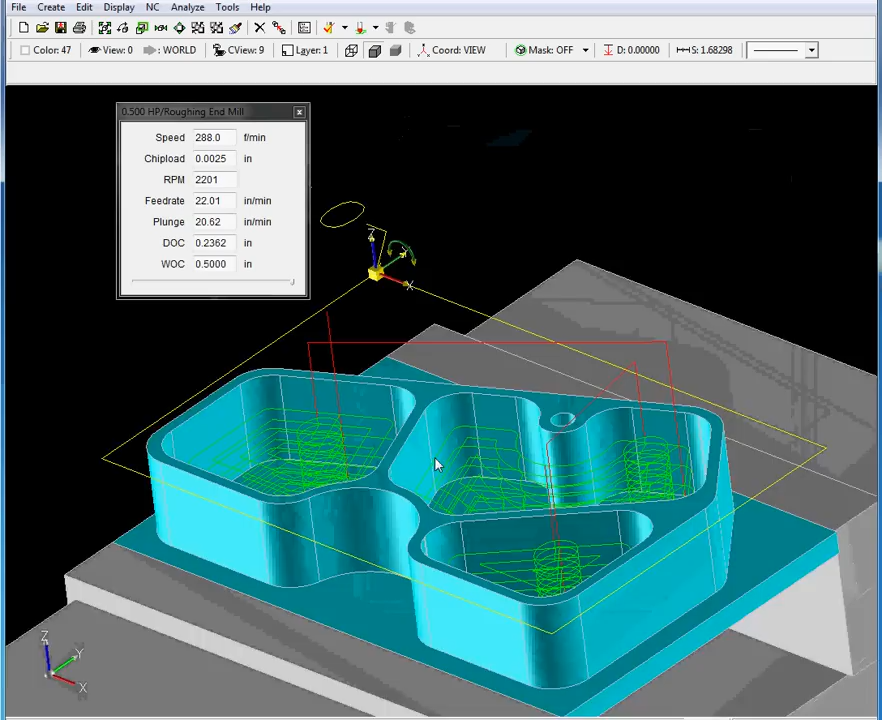 File Create Edit Display NC Analyze Tools Help
Color: 47 View: 0 : WORLD CView: 9 Layer: 1 Coord: VIEW Mask: OFF D: 0.00000 S: 1.68298
0.500 HP/Roughing End Mill x
Speed 288.0 f/min
Chipload 0.0025 in
RPM 2201
Feedrate 22.01 in/min
Plunge 20.62 in/min
DOC 0.2362 in
WOC 0.5000 in
Z
Y
X
Z
Y
X